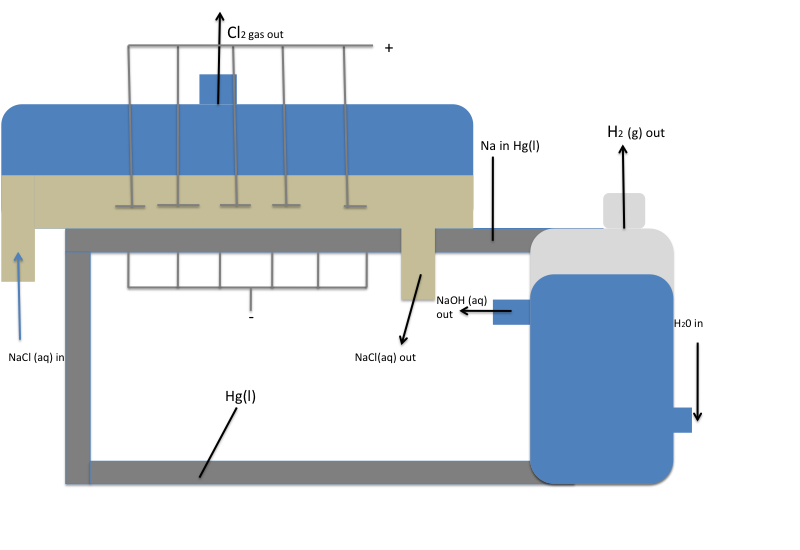 Cl2 gas out
+
H2 (g) out
Na in Hg(l)
NaOH (aq)
out
-
H20 in
NaCl (aq) in
NaCl(aq) out
Hg(l)